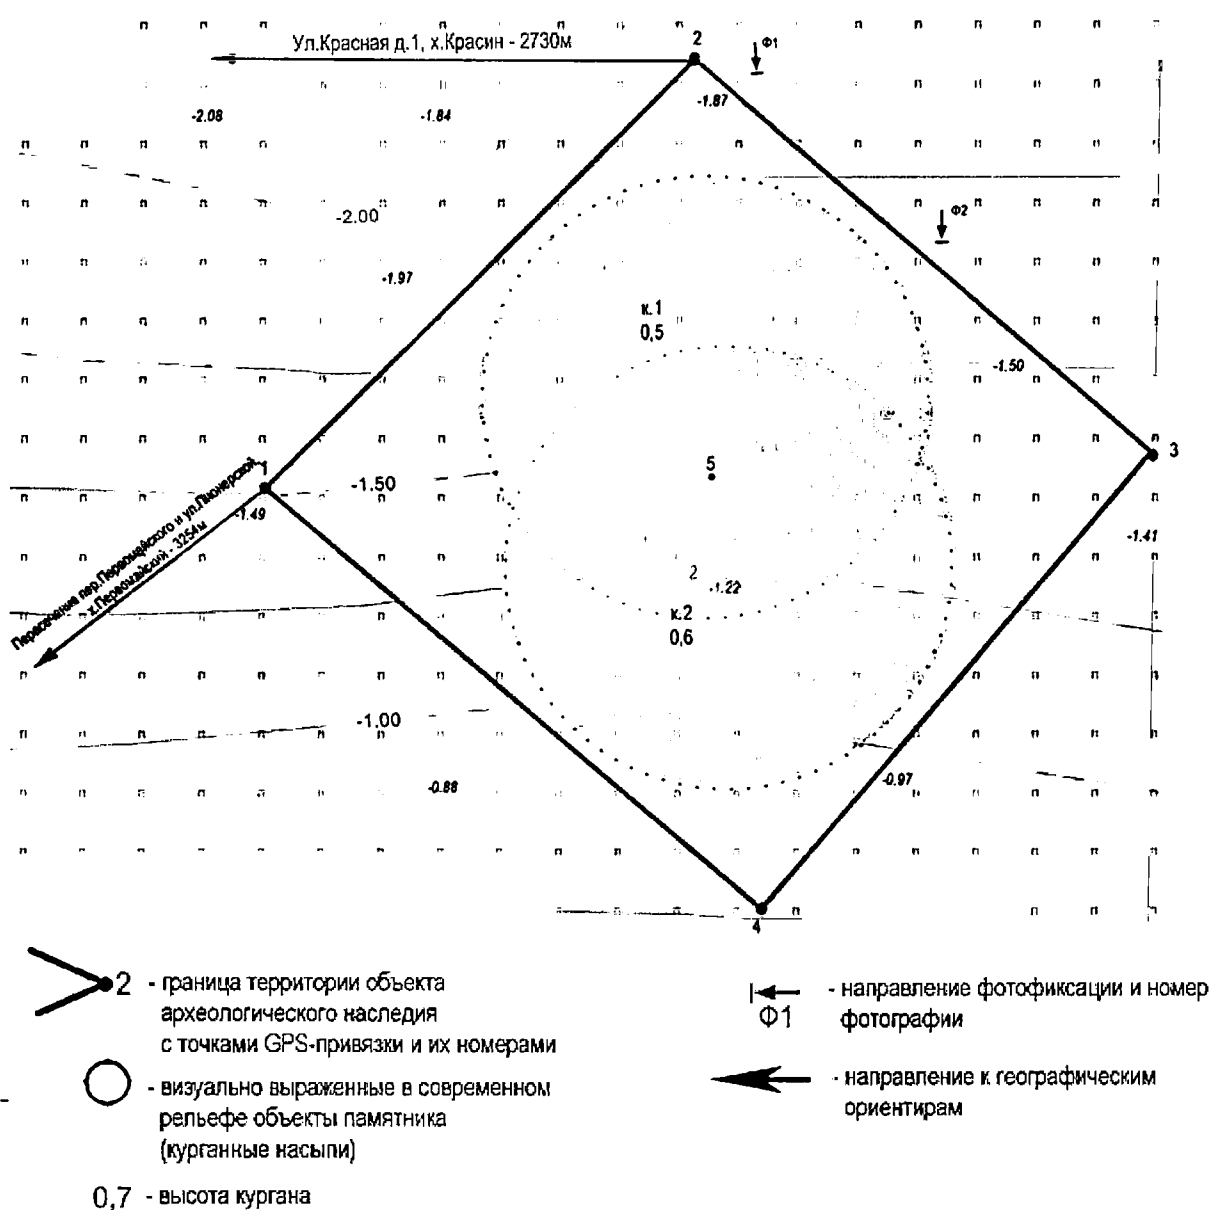 Ул.Красная д.1, х.Красин - 2730м
2
Ф1
-1.87
-2.08
-1.84
-2.00
Ф2
-1.97
к.1
0,5
-1.50
3
5
1
-1.50
-1.49
Пересечение пер.Первомайского и ул.Пионерской,
х.Первомайский - 3254м
-1.41
2
-1.22
к.2
0,6
-1.00
-0.88
-0.97
4
2 - граница территории объекта
археологического наследия
с точками GPS-привязки и их номерами
- визуально выраженные в современном
рельефе объекты памятника
(курганные насыпи)
0,7 - высота кургана
Ф1 - направление фотофиксации и номер
фотографии
- направление к географическим
ориентирам